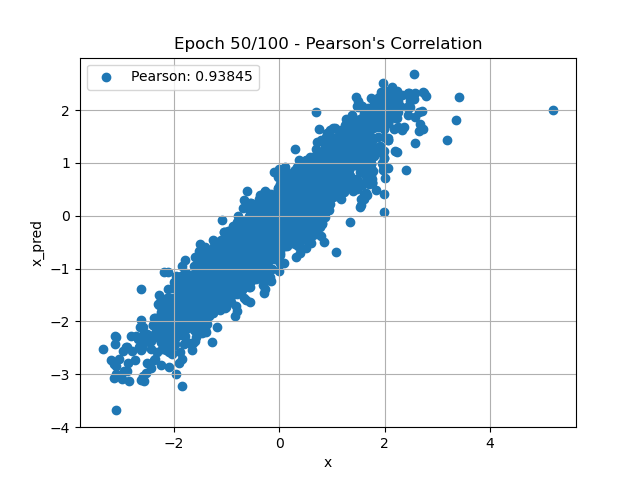 Epoch 50/100 - Pearson's Correlation
Pearson: 0.93845
2
1
0
−1
−2
−3
−4
x_pred
−2
0
2
4
x